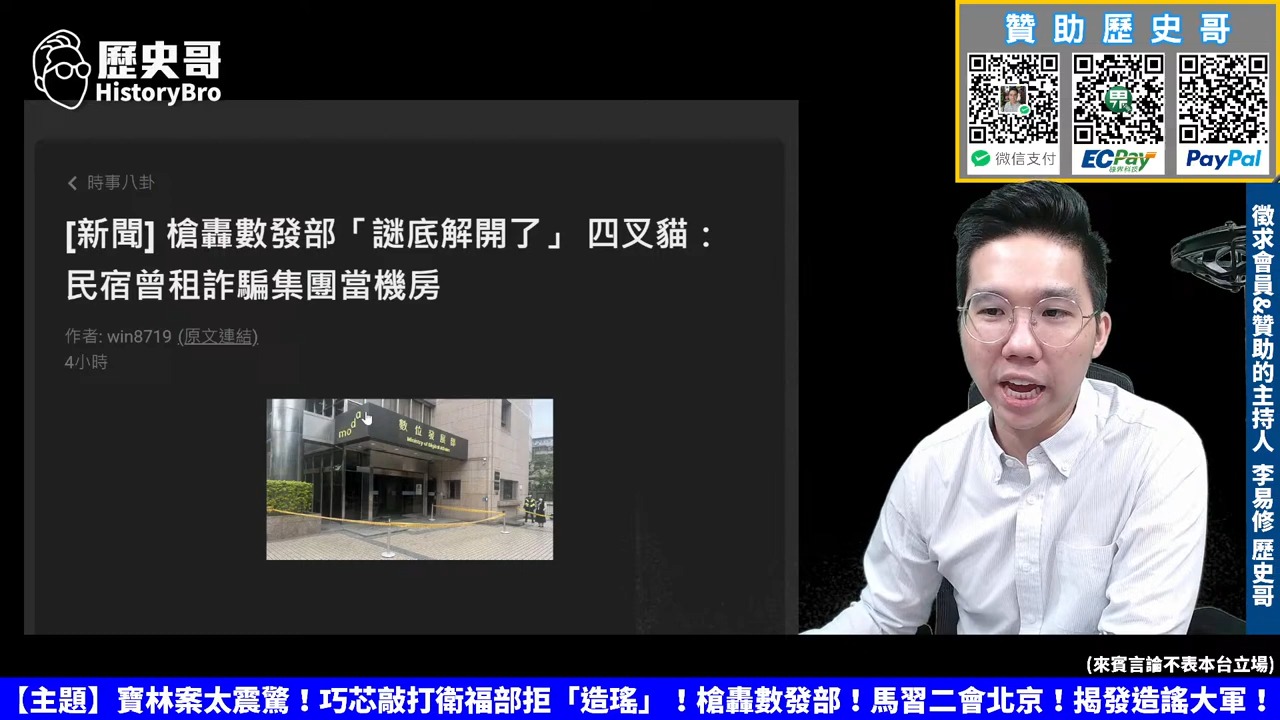 歷史哥
HistoryBro
贊助歷史哥
微信支付
ECPay
綠界科技
PayPal
時事八卦
[新聞] 槍轟數發部「謎底解開了」 四叉貓：
民宿曾租詐騙集團當機房
作者: win8719 (原文連結)
4小時
moda
數位發展部
Ministry of Digital Affairs
徵求會員&贊助的主持人 李易修 歷史哥
(來賓言論不表本台立場)
【主題】寶林案太震驚！巧芯敲打衛福部拒「造瑤」！槍轟數發部！馬習二會北京！揭發造謠大軍！